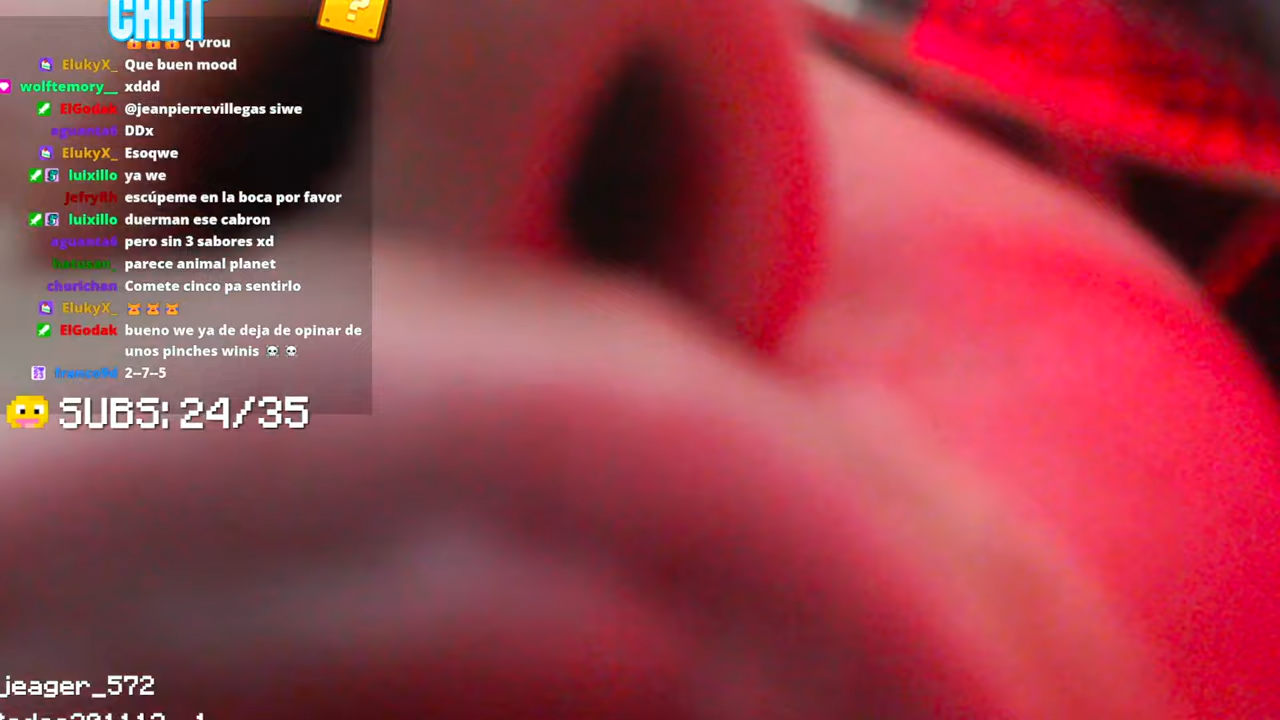 CHAT
q vrou
ElukyX_ Que buen mood
wolftemory__ xddd
ElGodak @jeanpierrevillegas siwe
DDx
ElukyX_ Esoqwe
luixillo ya we
JefryRh escúpeme en la boca por favor
luixillo duerman ese cabron
pero sin 3 sabores xd
parece animal planet
churichan Comete cinco pa sentirlo
ElukyX_
ElGodak bueno we ya de deja de opinar de
unos pinches winis ☠ ☠
2--7--5
SUBS: 24/35
jeager_572